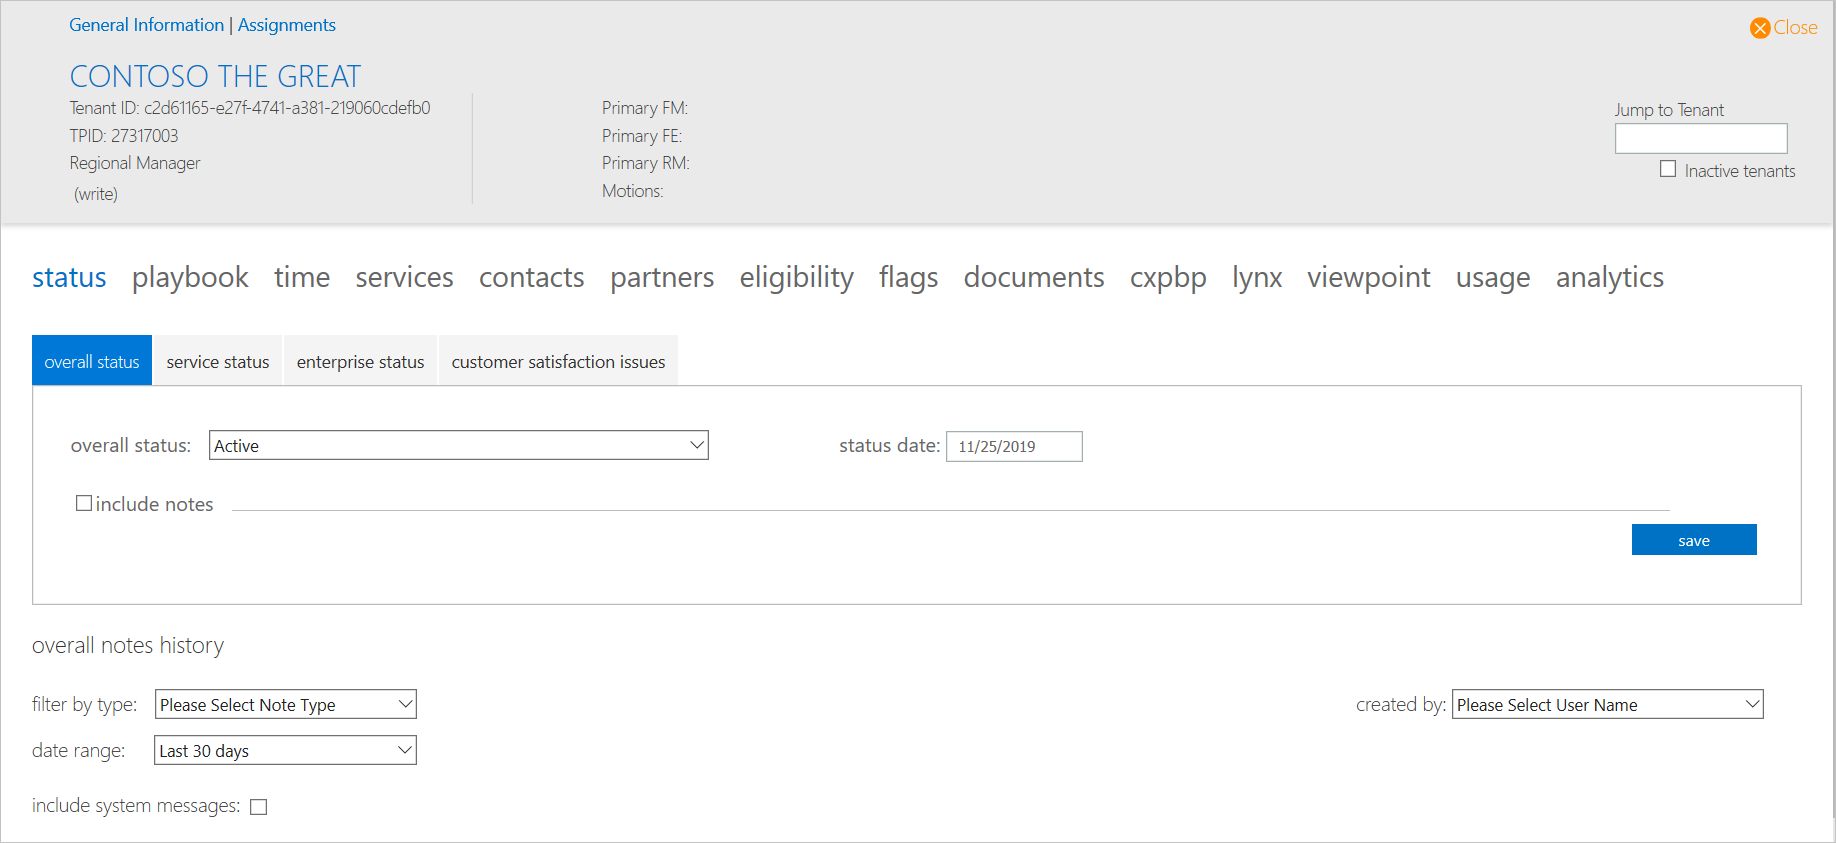 General Information | Assignments
Close
CONTOSO THE GREAT
Tenant ID: c2d61165-e27f-4741-a381-219060cdefb0
TPID: 27317003
Regional Manager
(write)
Primary FM:
Primary FE:
Primary RM:
Motions:
Jump to Tenant
Inactive tenants
status playbook time services contacts partners eligibility flags documents cxpbp lynx viewpoint usage analytics
overall status service status enterprise status customer satisfaction issues
overall status: Active status date: 11/25/2019
include notes
save
overall notes history
filter by type: Please Select Note Type created by: Please Select User Name
date range: Last 30 days
include system messages: